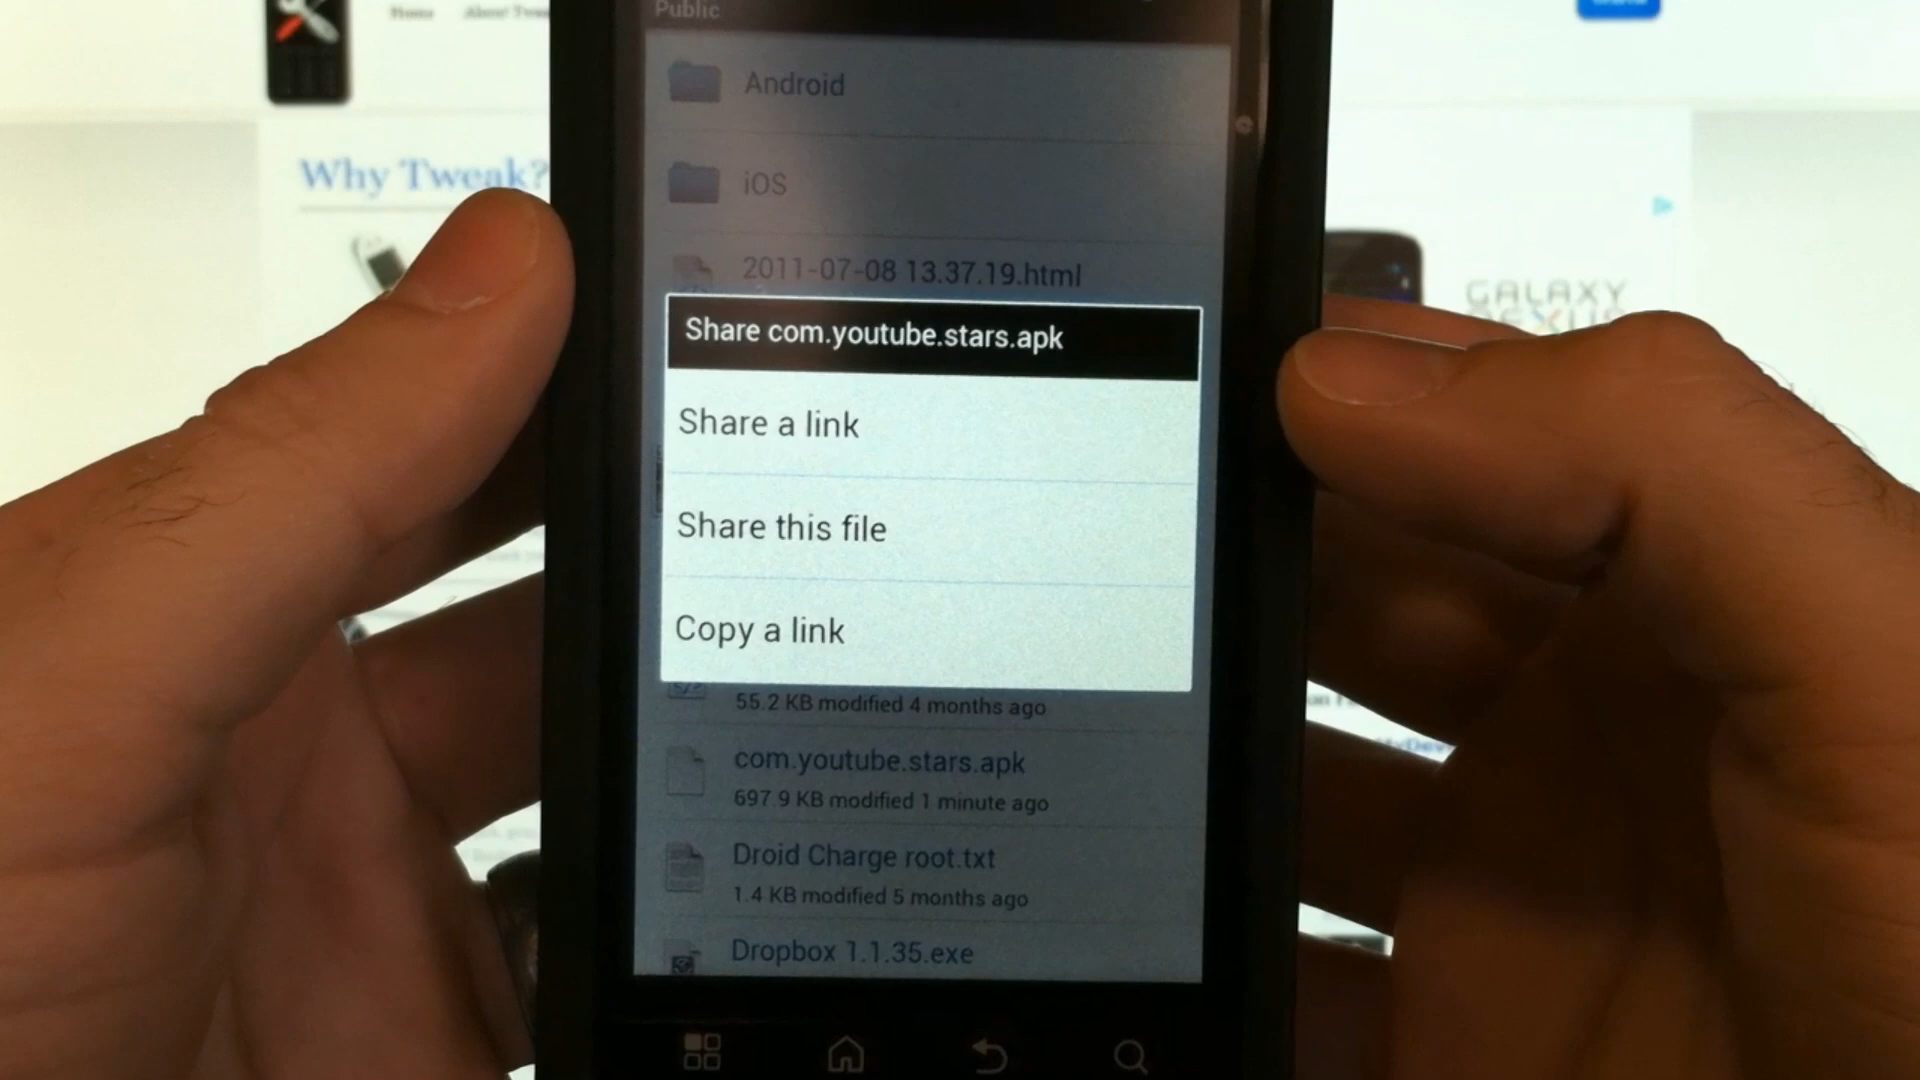 Home
Public
Android
Why Tweak?
iOS
2011-07-08 13.37.19.html
GALAXY
NEXUS
Share com.youtube.stars.apk
Share a link
Share this file
Copy a link
55.2 KB modified 4 months ago
com.youtube.stars.apk
697.9 KB modified 1 minute ago
Droid Charge root.txt
1.4 KB modified 5 months ago
Dropbox 1.1.35.exe